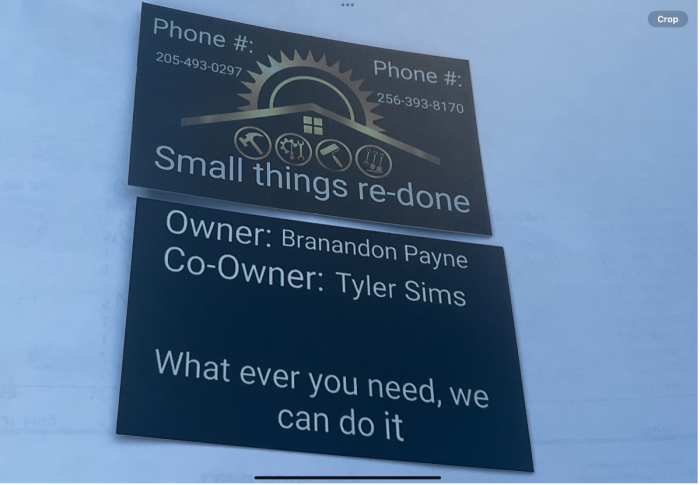 Crop
Phone #:
205-493-0297
Phone #:
256-393-8170
Small things re-done
Owner: Branandon Payne
Co-Owner: Tyler Sims
What ever you need, we
can do it